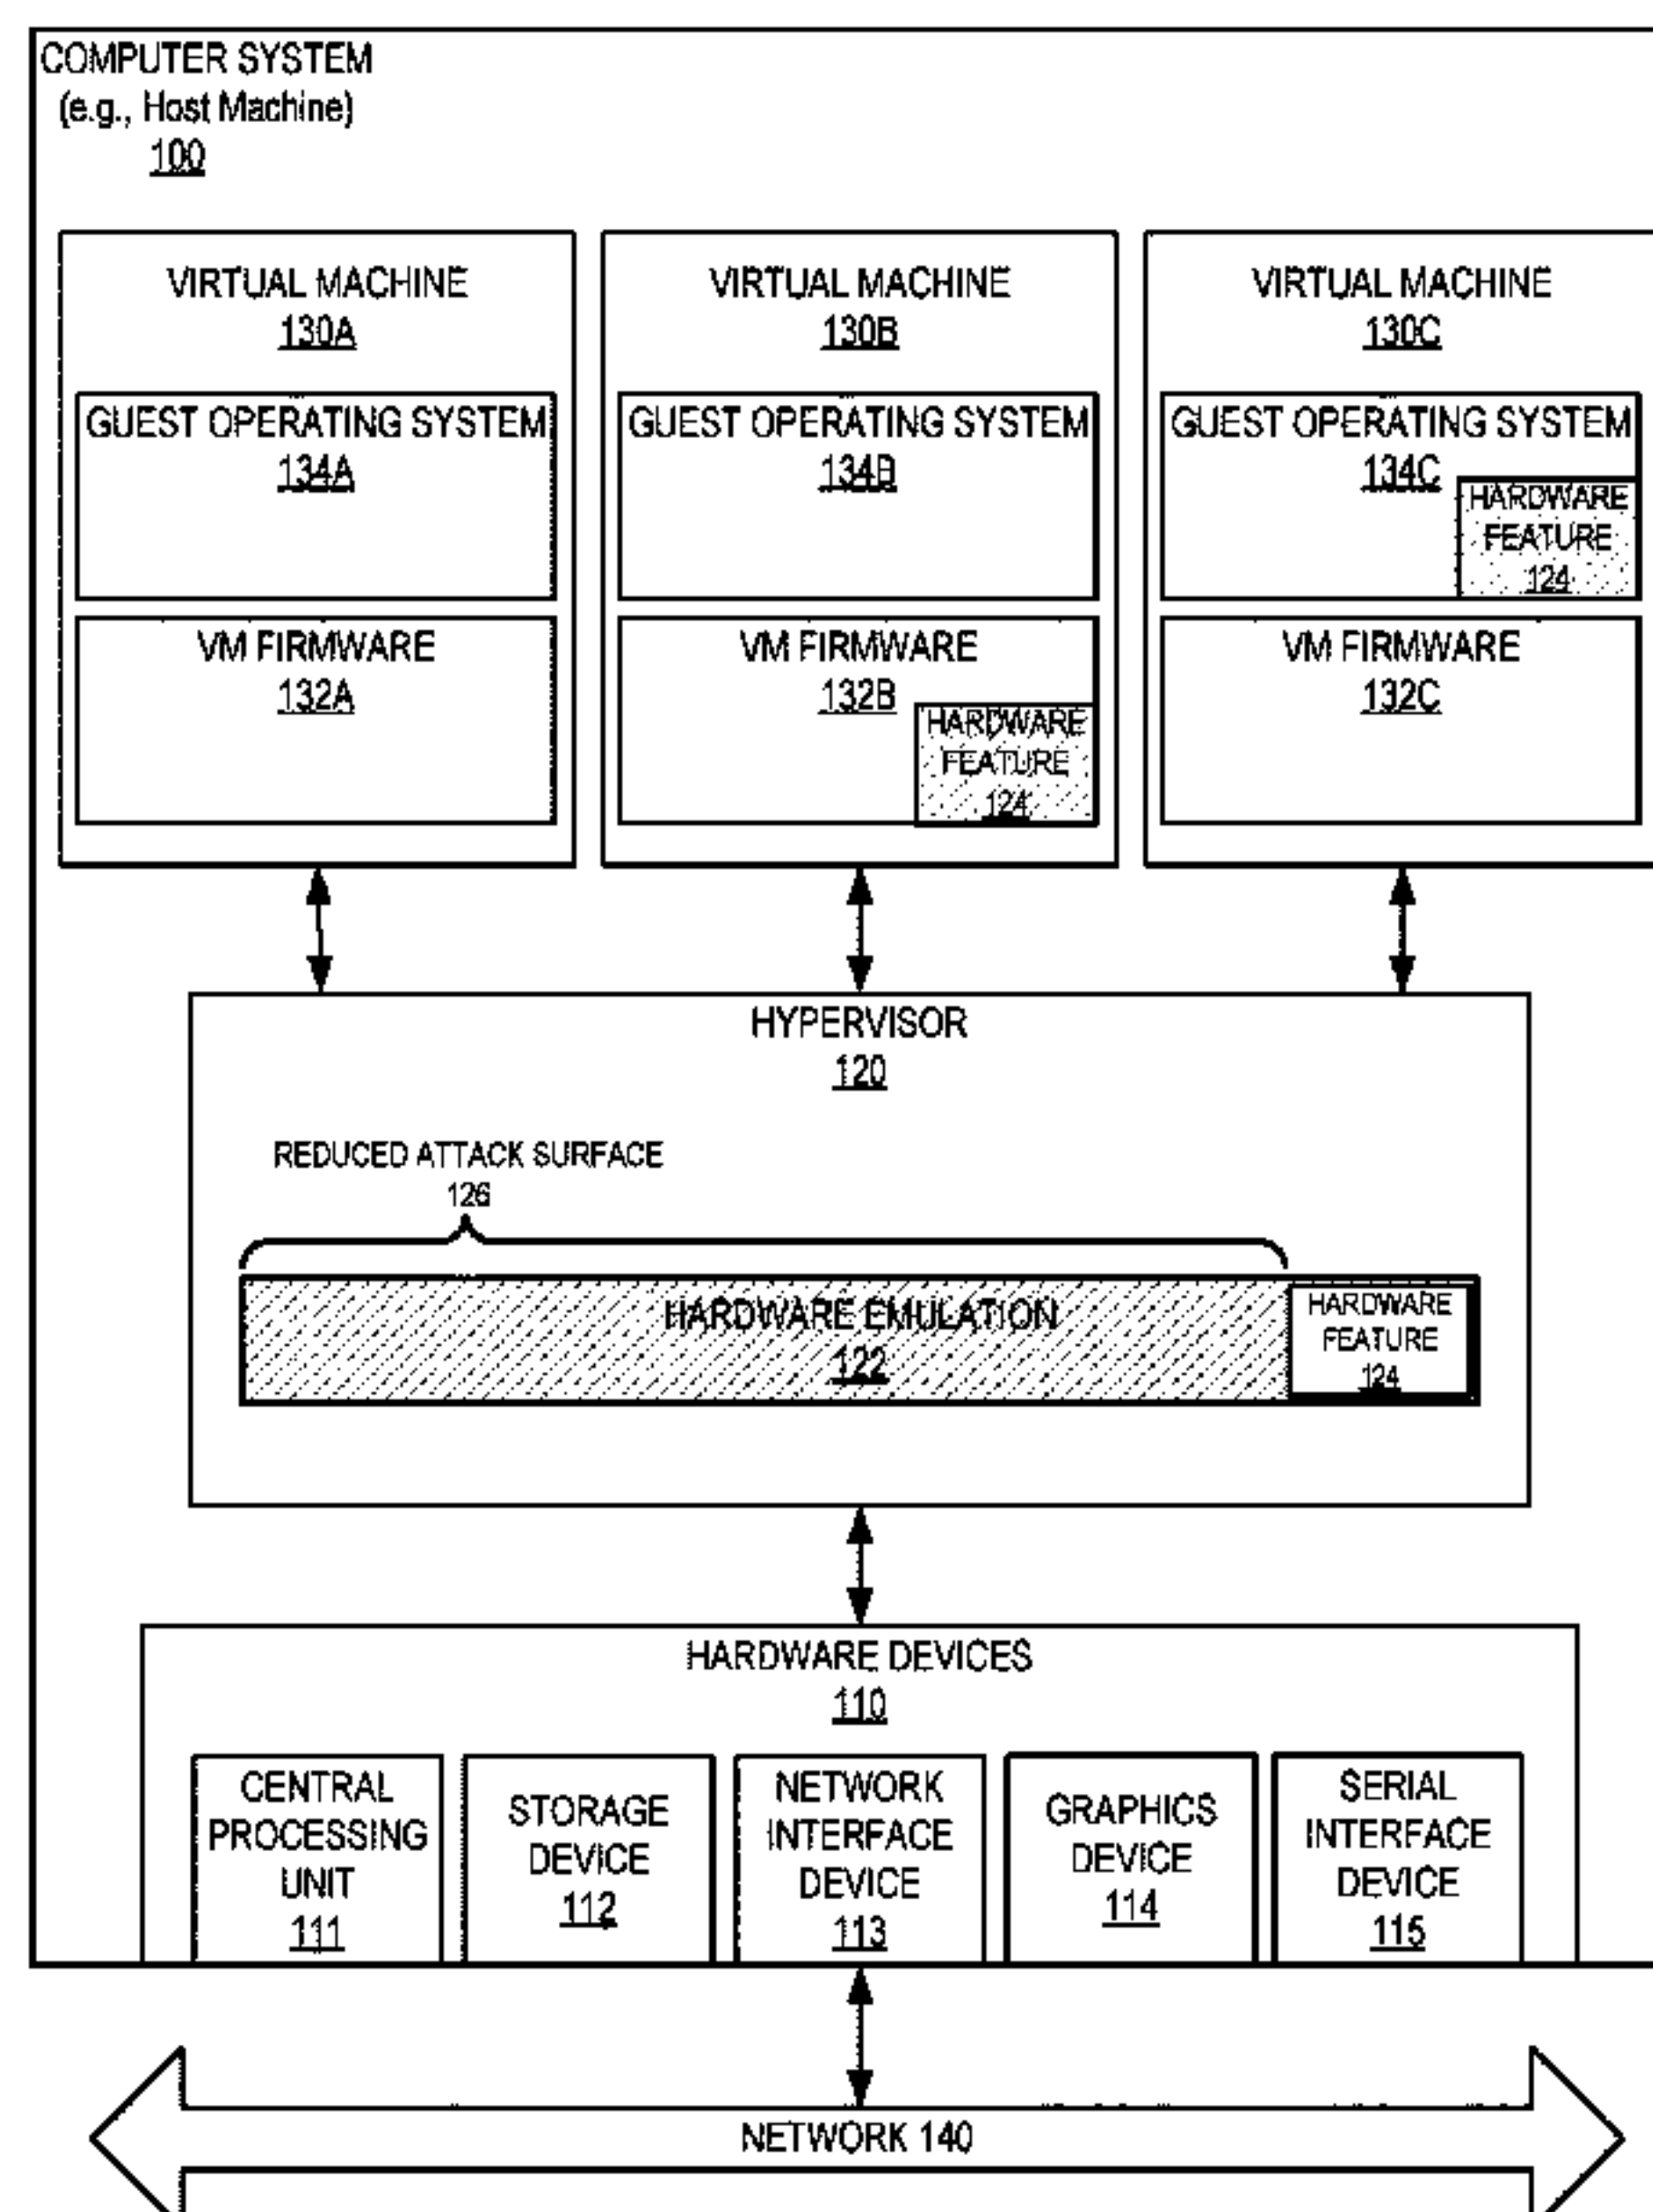 COMPUTER SYSTEM
(e.g., Host Machine)
100
VIRTUAL MACHINE
130A
GUEST OPERATING SYSTEM
134A
VM FIRMWARE
132A
VIRTUAL MACHINE
130B
GUEST OPERATING SYSTEM
134B
VM FIRMWARE
132B
HARDWARE
FEATURE
124
VIRTUAL MACHINE
130C
GUEST OPERATING SYSTEM
134C
HARDWARE
FEATURE
124
VM FIRMWARE
132C
HYPERVISOR
120
REDUCED ATTACK SURFACE
126
HARDWARE EMULATION
122
HARDWARE
FEATURE
124
HARDWARE DEVICES
110
CENTRAL
PROCESSING
UNIT
111
STORAGE
DEVICE
112
NETWORK
INTERFACE
DEVICE
113
GRAPHICS
DEVICE
114
SERIAL
INTERFACE
DEVICE
115
NETWORK 140